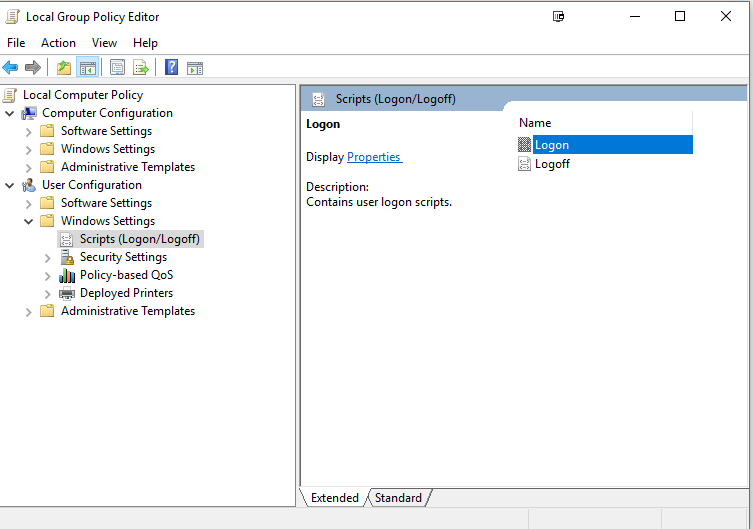 Local Group Policy Editor
File Action View Help
Local Computer Policy
Computer Configuration
Software Settings
Windows Settings
Administrative Templates
User Configuration
Software Settings
Windows Settings
Scripts (Logon/Logoff)
Security Settings
Policy-based QoS
Deployed Printers
Administrative Templates
Scripts (Logon/Logoff)
Logon
Display Properties
Description:
Contains user logon scripts.
Name
Logon
Logoff
Extended Standard